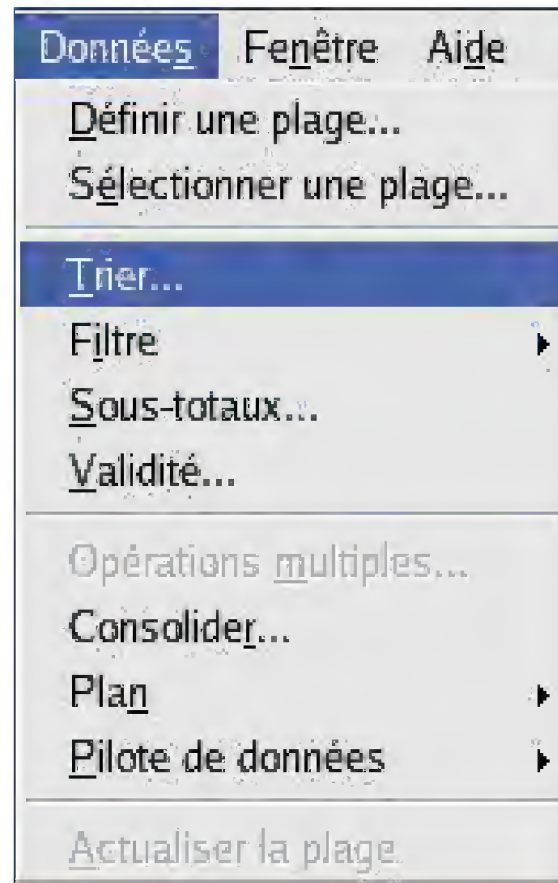 Données Fenêtre Aide
Définir une plage...
Sélectionner une plage...
Trier...
Filtre
Sous-totaux...
Validité...
Opérations multiples...
Consolider...
Plan
Pilote de données
Actualiser la plage